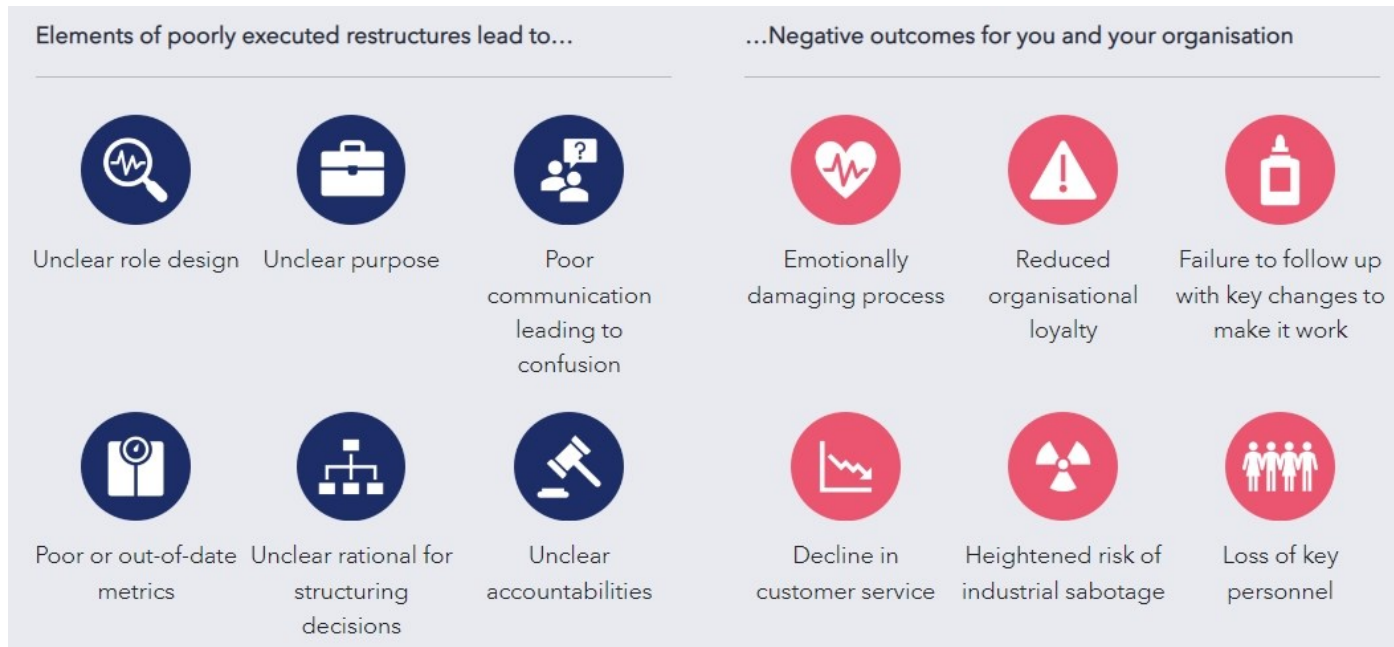 Elements of poorly executed restructures lead to...
Unclear role design
Unclear purpose
Poor
communication
leading to
confusion
?
Poor or out-of-date
metrics
Unclear rational for
structuring
decisions
Unclear
accountabilities
...Negative outcomes for you and your organisation
Emotionally
damaging process
Reduced
organisational
loyalty
Failure to follow up
with key changes to
make it work
Decline in
customer service
Heightened risk of
industrial sabotage
Loss of key
personnel